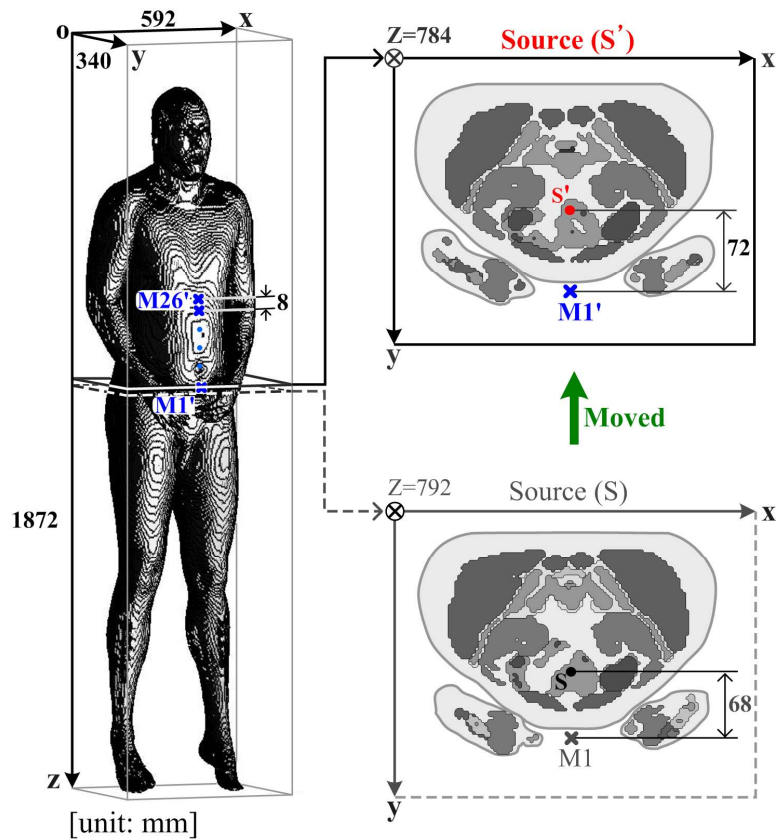 592
o
x
340
y
M26'
8
M1'
1872
z
[unit: mm]
Z=784
Source (S')
x
S'
72
M1'
y
Moved
Z=792
Source (S)
x
S
68
M1
y